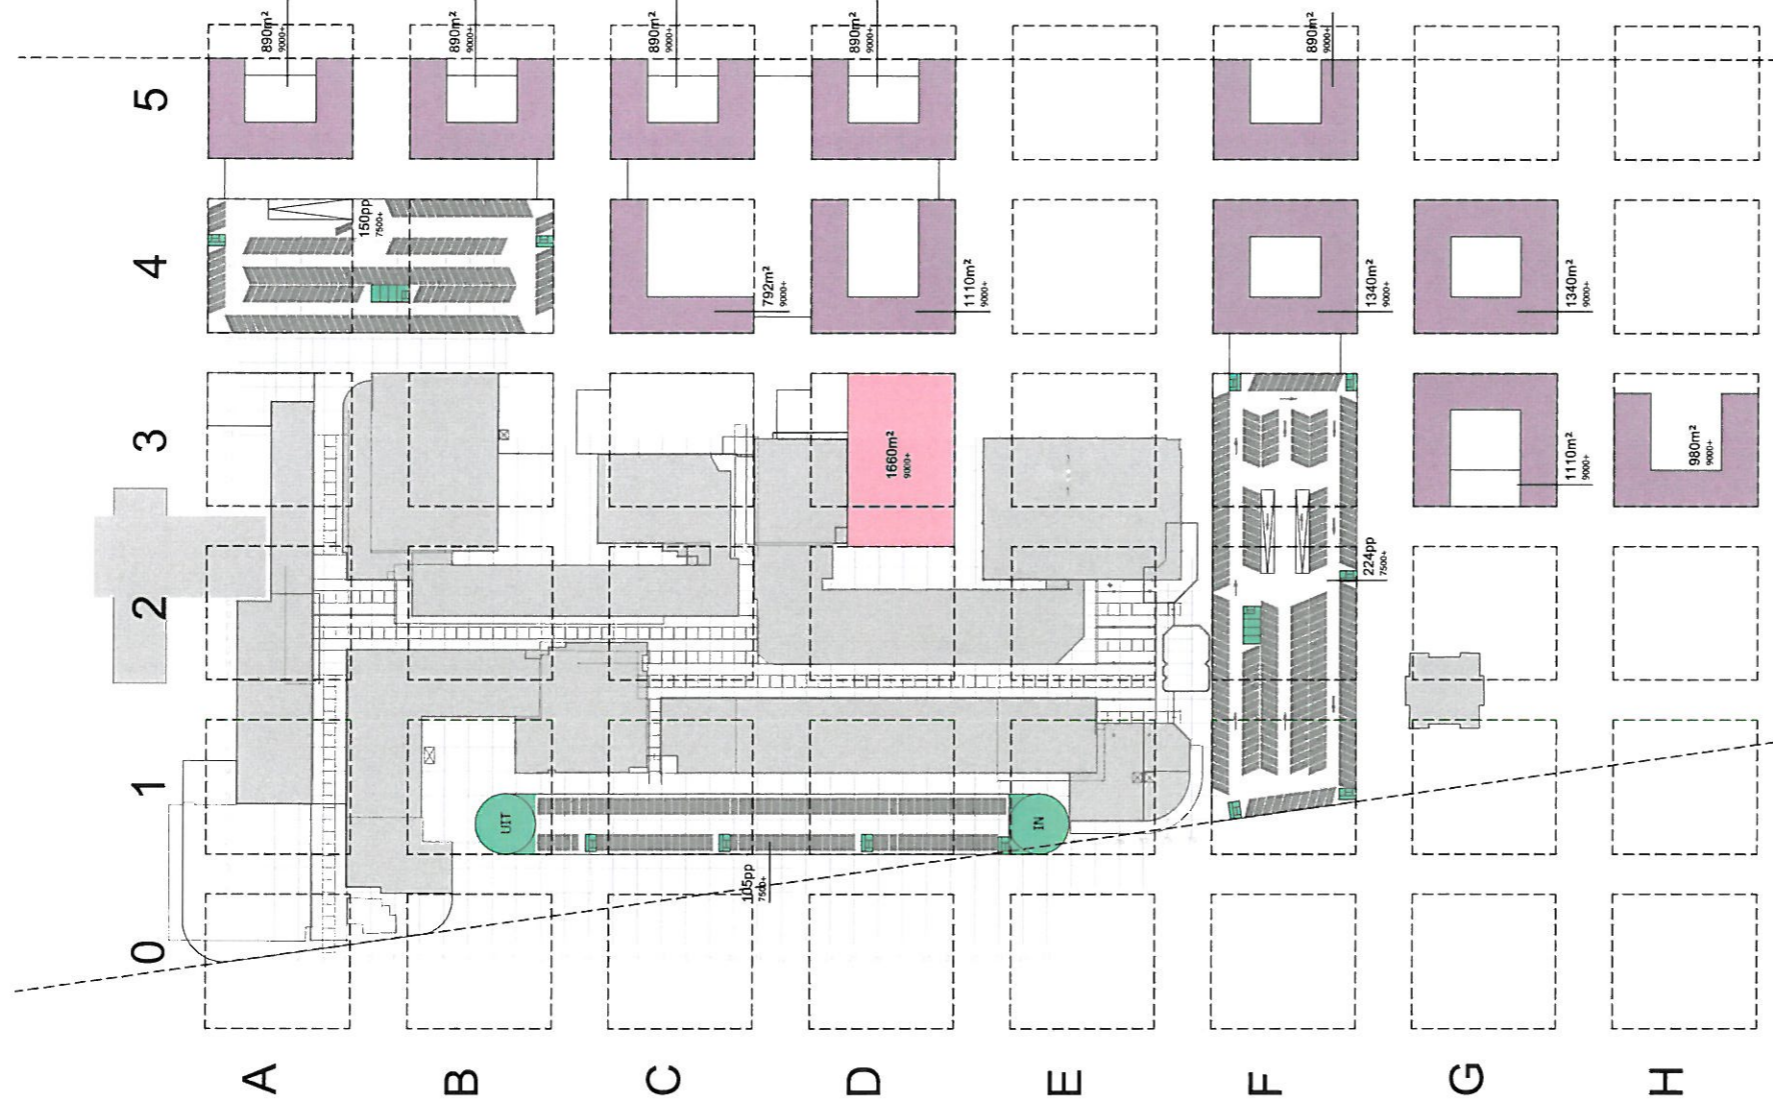 890m²
9000+
890m²
9000+
890m²
9000+
890m²
9000+
890m²
9000+
5
150pp
7500+
4
792m²
9000+
1110m²
9000+
1340m²
9000+
1340m²
9000+
3
1660m²
9000+
1110m²
9000+
980m²
9000+
2
224pp
7500+
1
UIT
IN
105pp
7500+
0
A
B
C
D
E
F
G
H